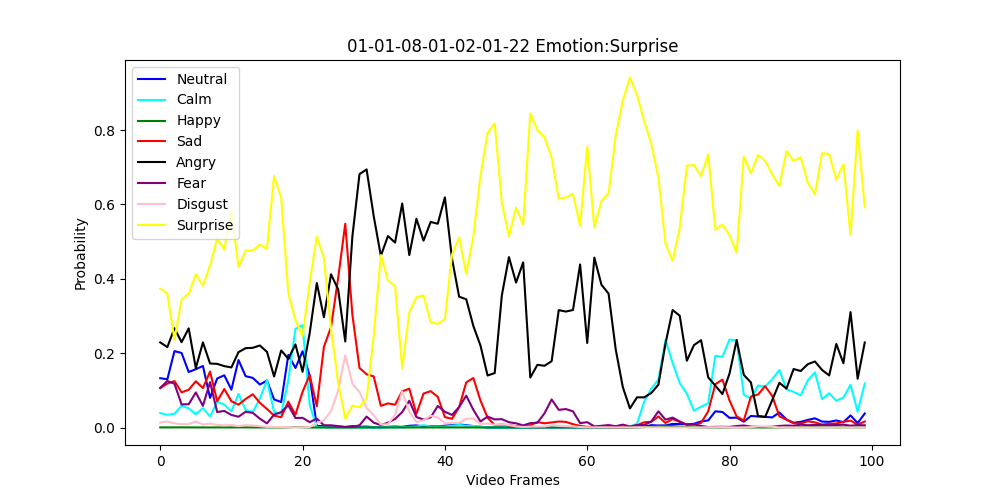 01-01-08-01-02-01-22 Emotion:Surprise
Neutral
Calm
Happy
Sad
Angry
Fear
Disgust
Surprise
Probability
0.8
0.6
0.4
0.2
0.0
0 20 40 60 80 100
Video Frames